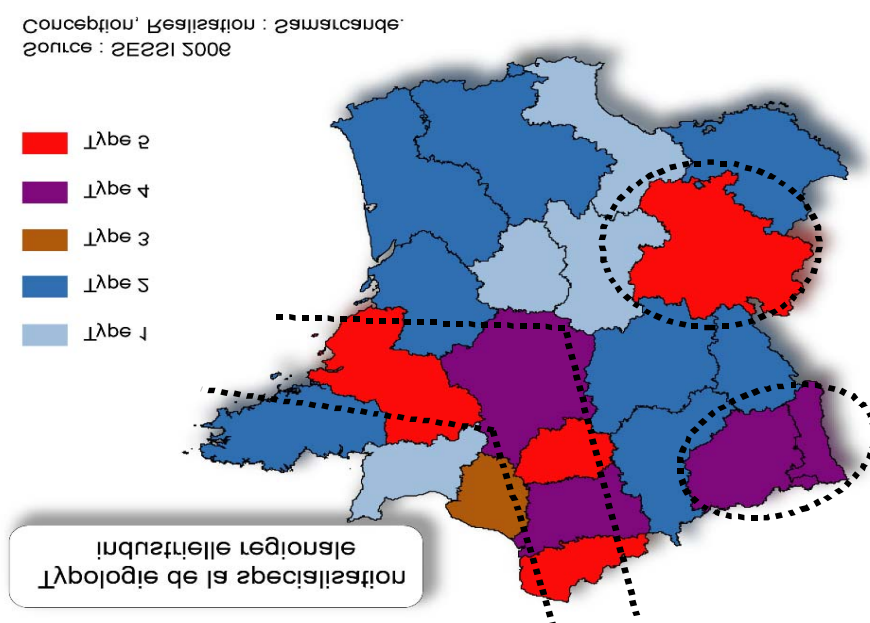 Typologie de la specialisation
industrielle regionale
Type 1
Type 2
Type 3
Type 4
Type 5
Source : SESSI 2006
Conception, Realisation : Samarcande.